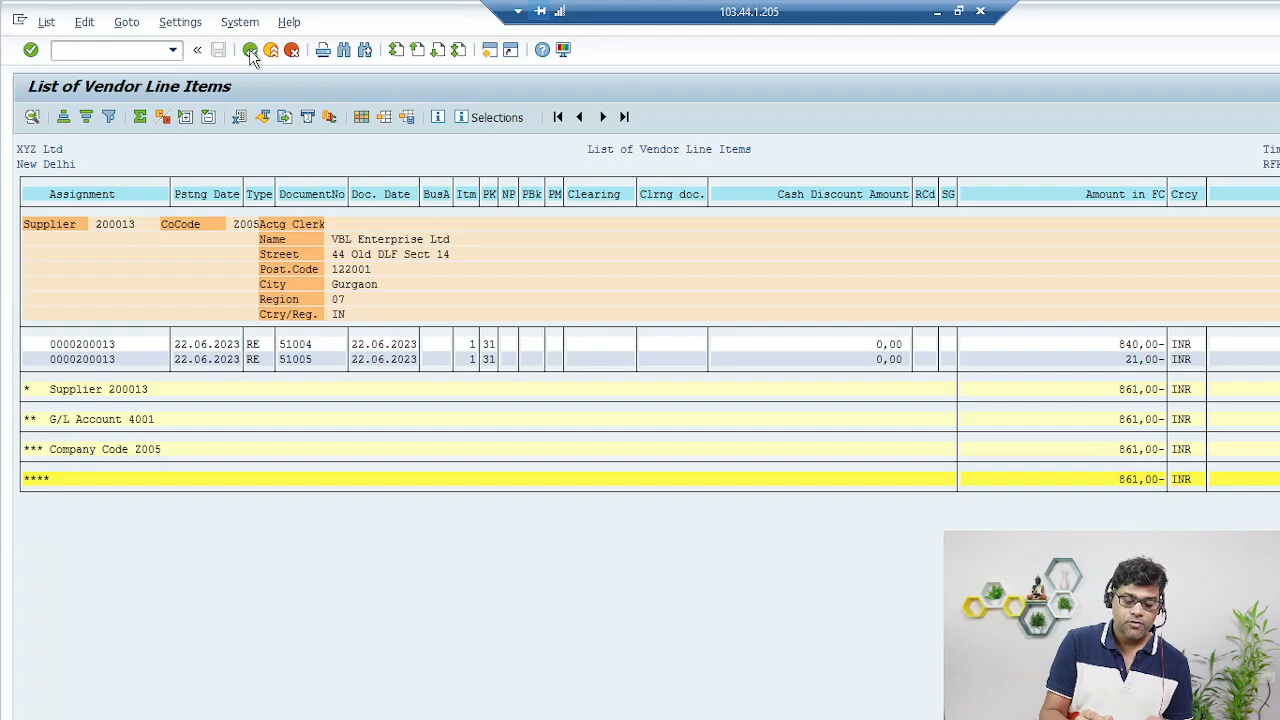 103.44.1.205
List Edit Goto Settings System Help
List of Vendor Line Items
Selections
XYZ Ltd List of Vendor Line Items
New Delhi
Assignment Pstng Date Type DocumentNo Doc. Date BusA Itm PK NP PBk PM Clearing Clrng doc. Cash Discount Amount RCd SG Amount in FC Crcy
Supplier 200013 CoCode Z005 Actg Clerk
Name VBL Enterprise Ltd
Street 44 Old DLF Sect 14
Post.Code 122001
City Gurgaon
Region 07
Ctry/Reg. IN
0000200013 22.06.2023 RE 51004 22.06.2023 1 31 0,00 840,00- INR
0000200013 22.06.2023 RE 51005 22.06.2023 1 31 0,00 21,00- INR
* Supplier 200013 861,00- INR
** G/L Account 4001 861,00- INR
*** Company Code Z005 861,00- INR
**** 861,00- INR